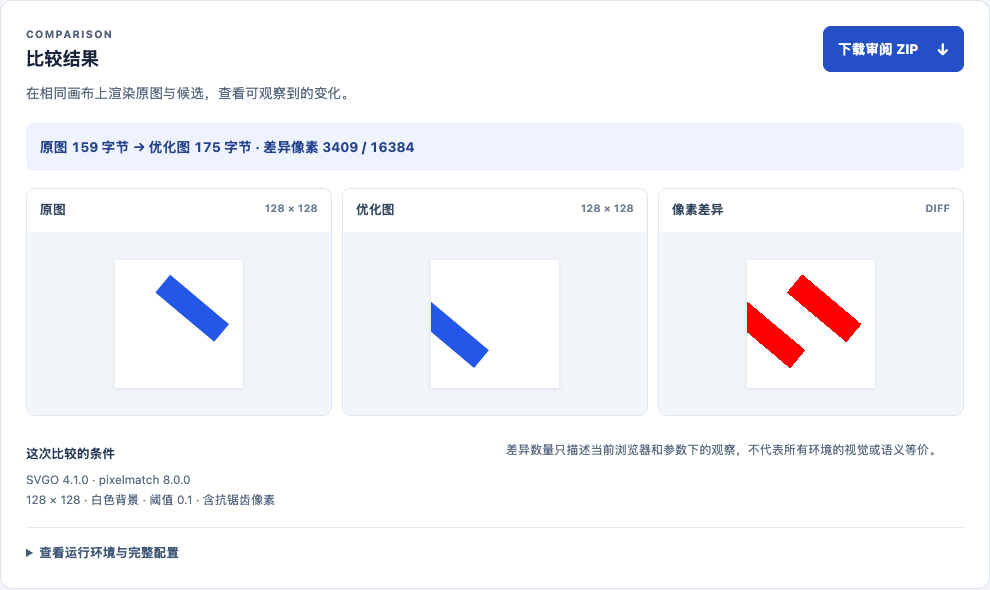 COMPARISON
比较结果
下载审阅 ZIP ↓
在相同画布上渲染原图与候选，查看可观察到的变化。
原图 159 字节 → 优化图 175 字节 · 差异像素 3409 / 16384
原图
128 × 128
优化图
128 × 128
像素差异
DIFF
这次比较的条件
SVGO 4.1.0 · pixelmatch 8.0.0
128 × 128 · 白色背景 · 阈值 0.1 · 含抗锯齿像素
差异数量只描述当前浏览器和参数下的观察，不代表所有环境的视觉或语义等价。
▶ 查看运行环境与完整配置